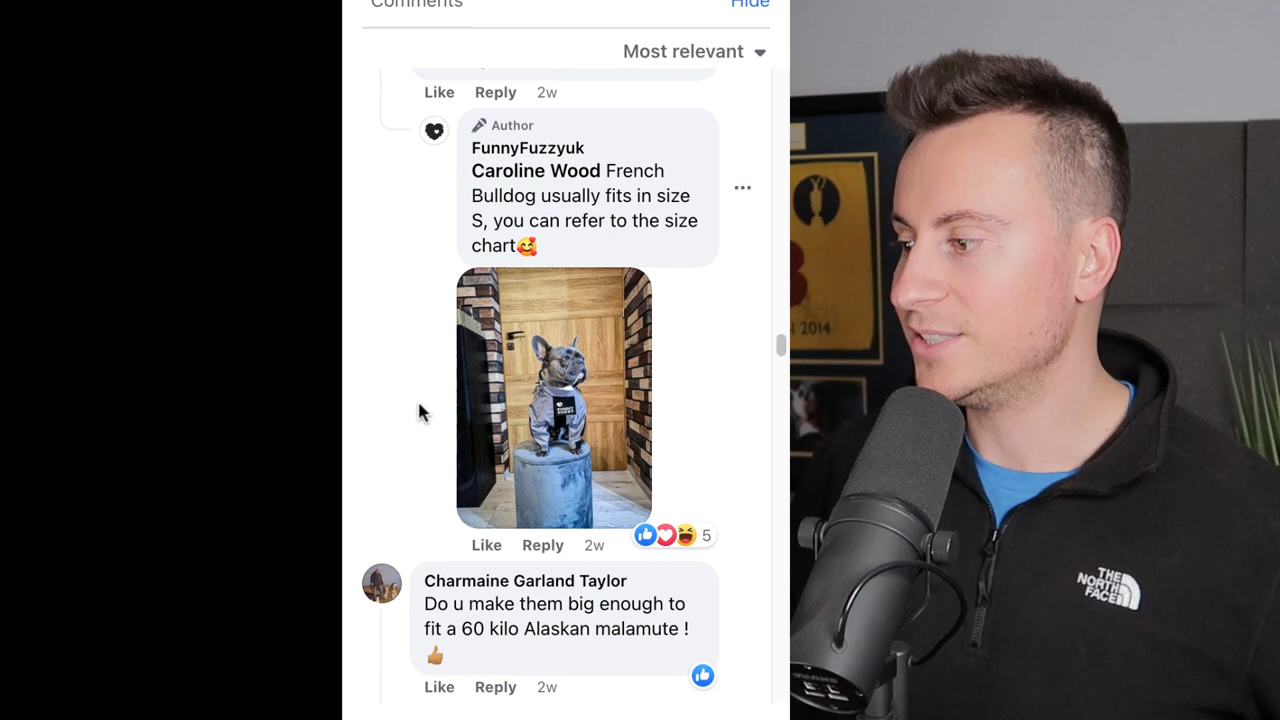 Comments
Hide
Most relevant
Like Reply 2w
Author
FunnyFuzzyuk
Caroline Wood French
Bulldog usually fits in size
S, you can refer to the size
chart🥰
Like Reply 2w
5
Charmaine Garland Taylor
Do u make them big enough to
fit a 60 kilo Alaskan malamute !
👍🏽
Like Reply 2w
2014
THE
NORTH
FACE